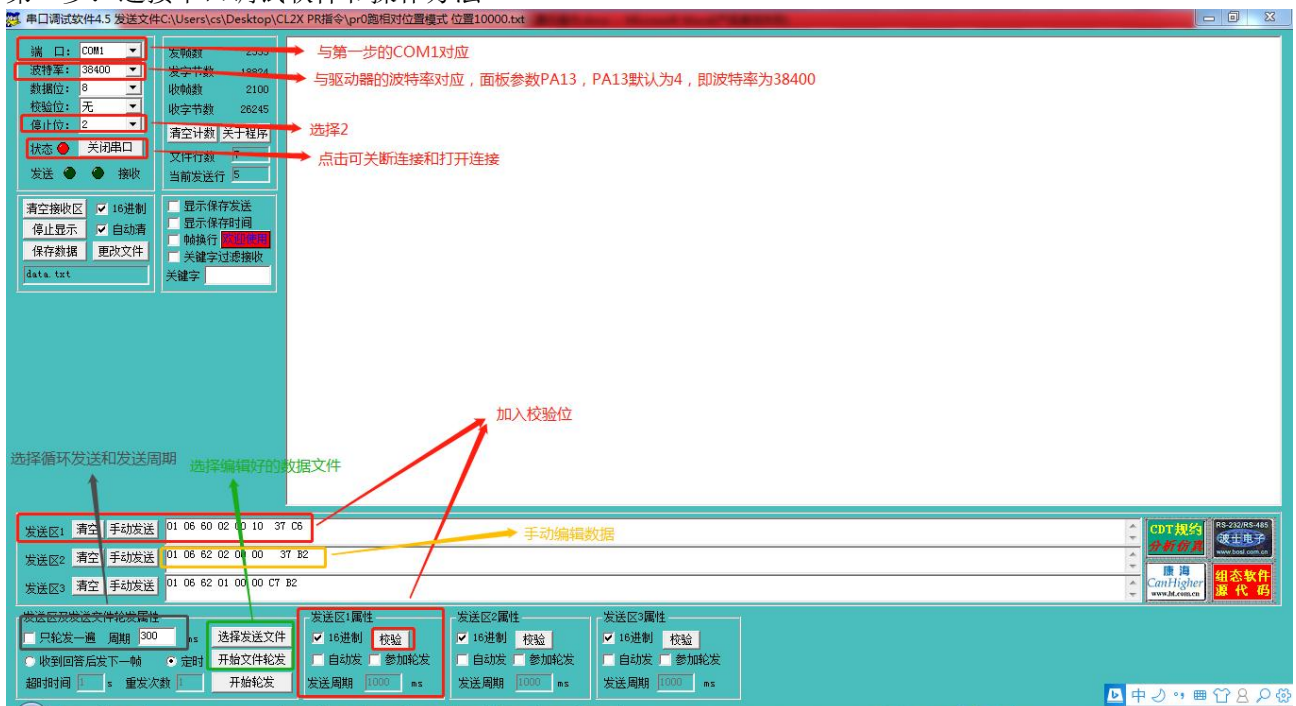 串口调试软件4.5 发送文件C:\Users\cs\Desktop\CL2X PR指令\pr0跑相对位置模式 位置10000.txt
端 口: COM1
波特率: 38400
数据位: 8
校验位: 无
停止位: 2
状态 关闭串口
发送 接收
发帧数
发字节数
收帧数 2100
收字节数 26245
清空计数 关于程序
文件行数
当前发送行 5
与第一步的COM1对应
与驱动器的波特率对应，面板参数PA13，PA13默认为4，即波特率为38400
选择2
点击可关断连接和打开连接
清空接收区 16进制
停止显示 自动清
保存数据 更改文件
data.txt
显示保存发送
显示保存时间
帧换行 欢迎使用
关键字过滤接收
关键字
加入校验位
选择循环发送和发送周期
选择编辑好的数据文件
手动编辑数据
发送区1 清空 手动发送 01 06 60 02 00 10 37 C6
发送区2 清空 手动发送 01 06 62 02 00 00 37 B2
发送区3 清空 手动发送 01 06 62 01 00 00 C7 B2
CDT规约
分析仿真
RS-232/RS-485
波士电子
康海
CanHigher
组态软件
源代码
发送区及发送文件轮发属性
只轮发一遍 周期 300 ms 选择发送文件
收到回答后发下一帧 定时 开始文件轮发
超时时间 1 s 重发次数 1 开始轮发
发送区1属性
16进制 校验
自动发 参加轮发
发送周期 1000 ms
发送区2属性
16进制 校验
自动发 参加轮发
发送周期 1000 ms
发送区3属性
16进制 校验
自动发 参加轮发
发送周期 1000 ms
中